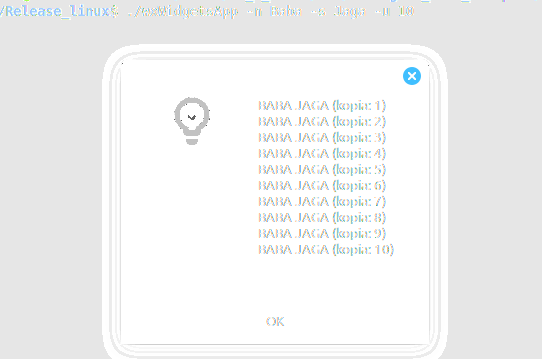 /Release_linux$ ./wxWidgetsApp -n Baba -s Jaga -u 10
BABA JAGA (kopia: 1)
BABA JAGA (kopia: 2)
BABA JAGA (kopia: 3)
BABA JAGA (kopia: 4)
BABA JAGA (kopia: 5)
BABA JAGA (kopia: 6)
BABA JAGA (kopia: 7)
BABA JAGA (kopia: 8)
BABA JAGA (kopia: 9)
BABA JAGA (kopia: 10)
OK